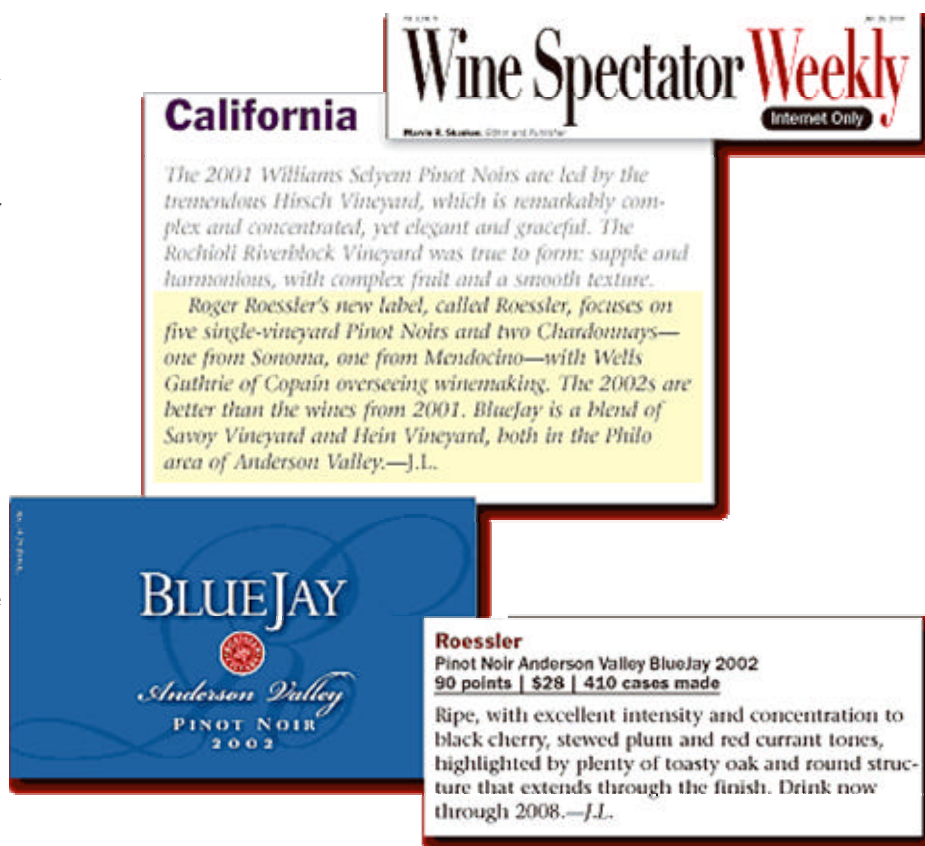 Wine Spectator Weekly
Internet Only
Marvin R. Shanken, Editor and Publisher
California
The 2001 Williams Selyem Pinot Noirs are led by the
tremendous Hirsch Vineyard, which is remarkably com-
plex and concentrated, yet elegant and graceful. The
Rochioli Riverblock Vineyard was true to form: supple and
harmonious, with complex fruit and a smooth texture.
Roger Roessler's new label, called Roessler, focuses on
five single-vineyard Pinot Noirs and two Chardonnays—
one from Sonoma, one from Mendocino—with Wells
Guthrie of Copain overseeing winemaking. The 2002s are
better than the wines from 2001. BlueJay is a blend of
Savoy Vineyard and Hein Vineyard, both in the Philo
area of Anderson Valley.—J.L.
BLUEJAY
Anderson Valley
PINOT NOIR
2002
Roessler
Pinot Noir Anderson Valley BlueJay 2002
90 points | $28 | 410 cases made
Ripe, with excellent intensity and concentration to
black cherry, stewed plum and red currant tones,
highlighted by plenty of toasty oak and round struc-
ture that extends through the finish. Drink now
through 2008.—J.L.